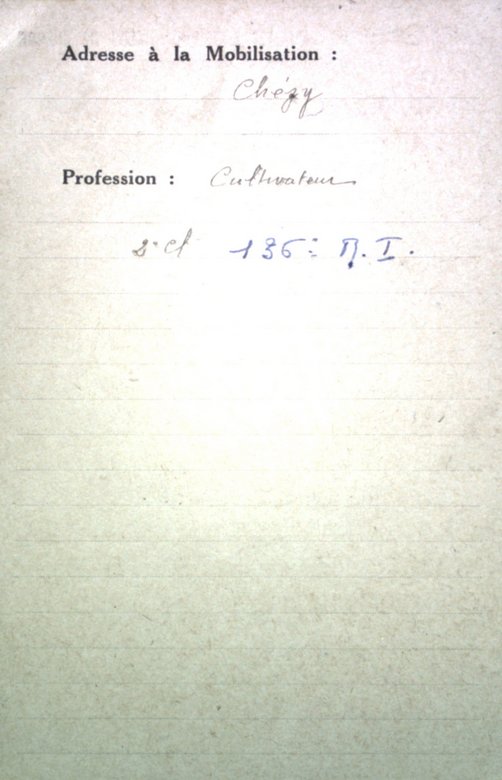 Adresse à la Mobilisation :
Chézy
Profession : Cultivateur
2e Cl 136e R. I.